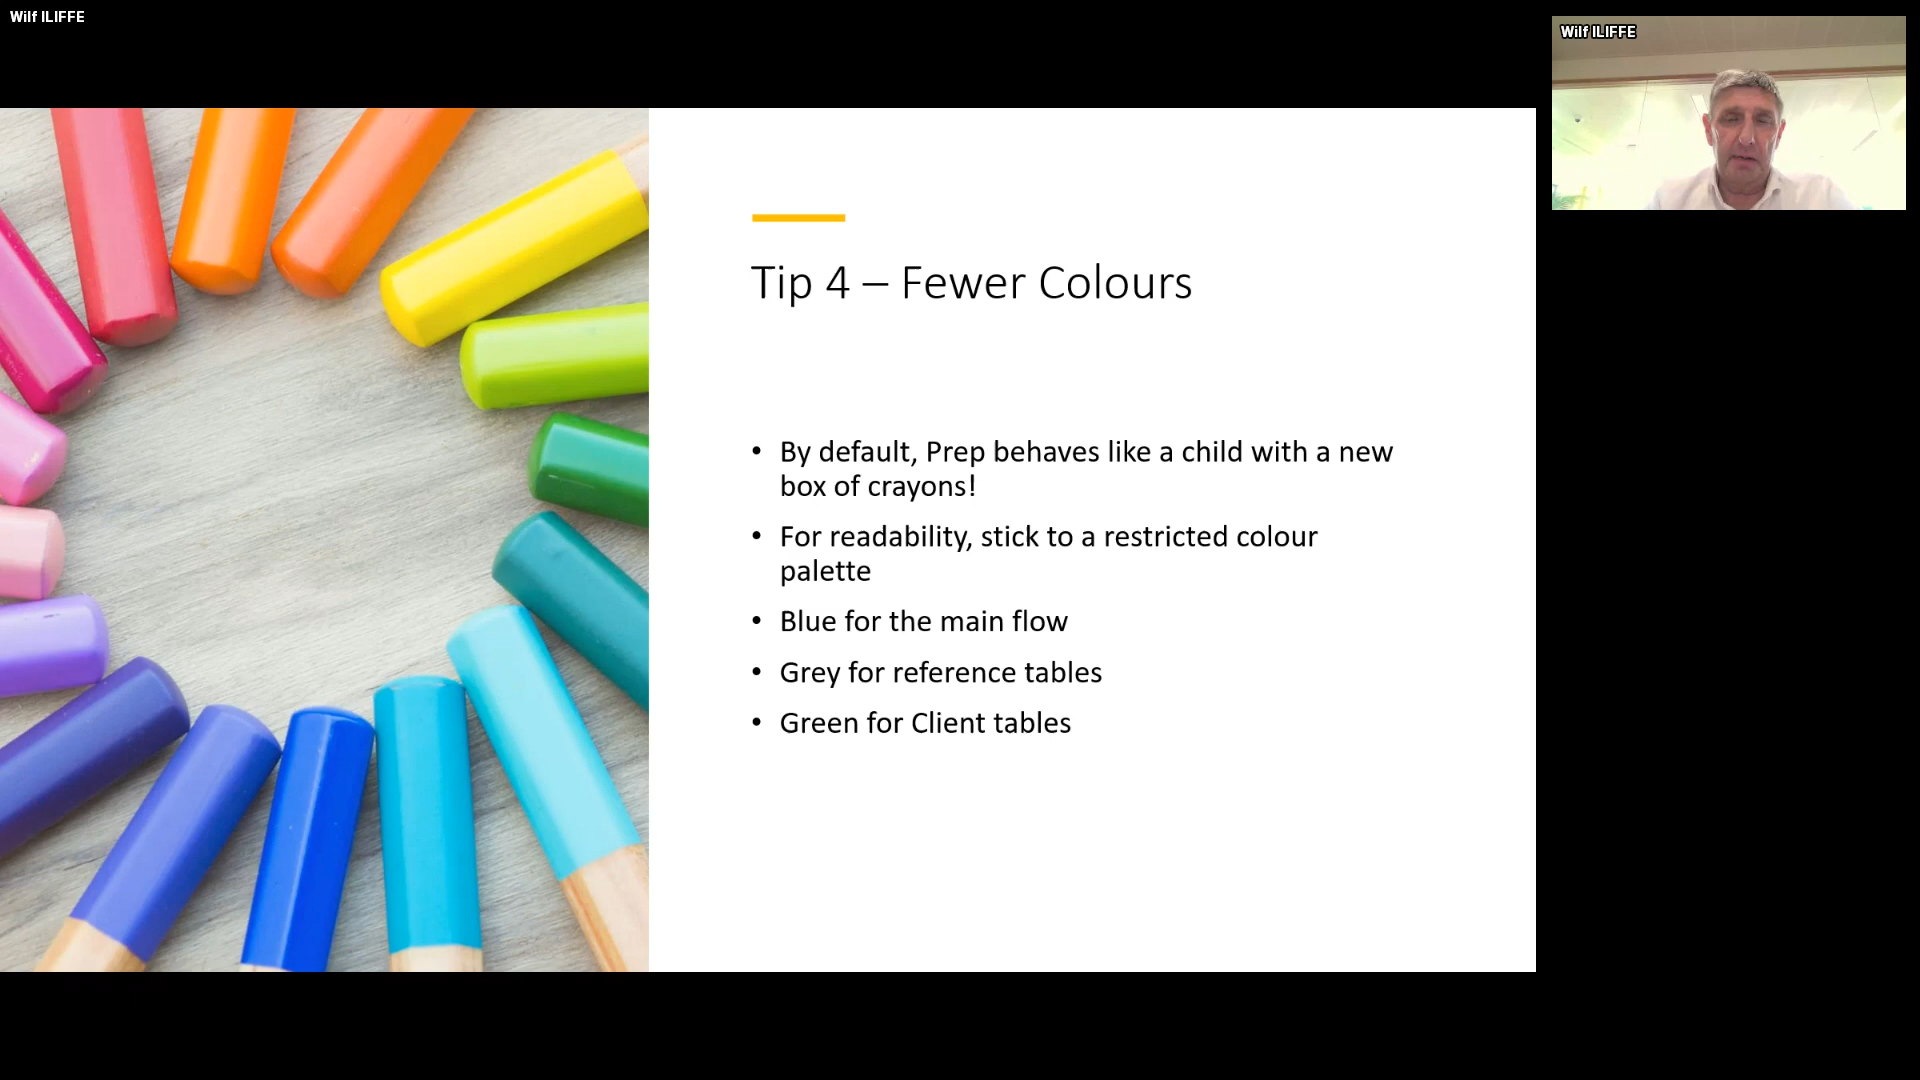 Wilf ILIFFE
Wilf ILIFFE
Tip 4 – Fewer Colours
• By default, Prep behaves like a child with a new
box of crayons!
• For readability, stick to a restricted colour
palette
• Blue for the main flow
• Grey for reference tables
• Green for Client tables